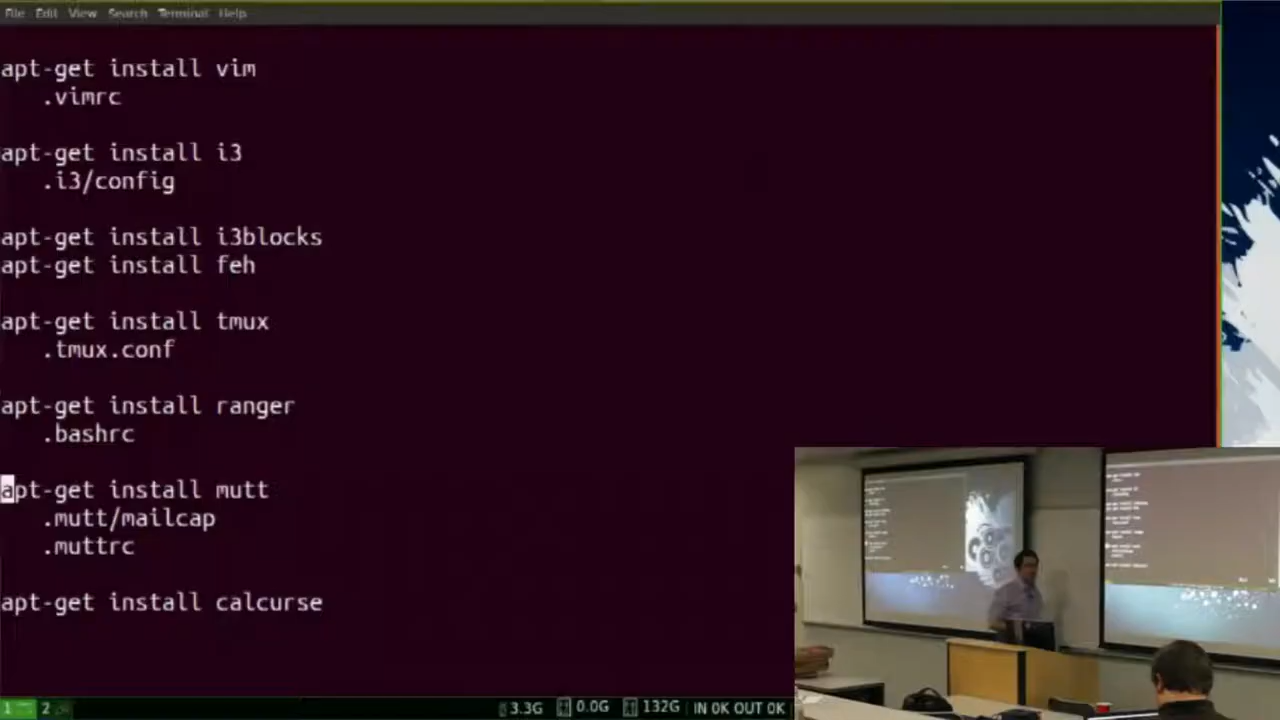 File Edit View Search Terminal Help
apt-get install vim
.vimrc
apt-get install i3
.i3/config
apt-get install i3blocks
apt-get install feh
apt-get install tmux
.tmux.conf
apt-get install ranger
.bashrc
apt-get install mutt
.mutt/mailcap
.muttrc
apt-get install calcurse
1 2 3.3G 0.0G 132G IN 0K OUT 0K